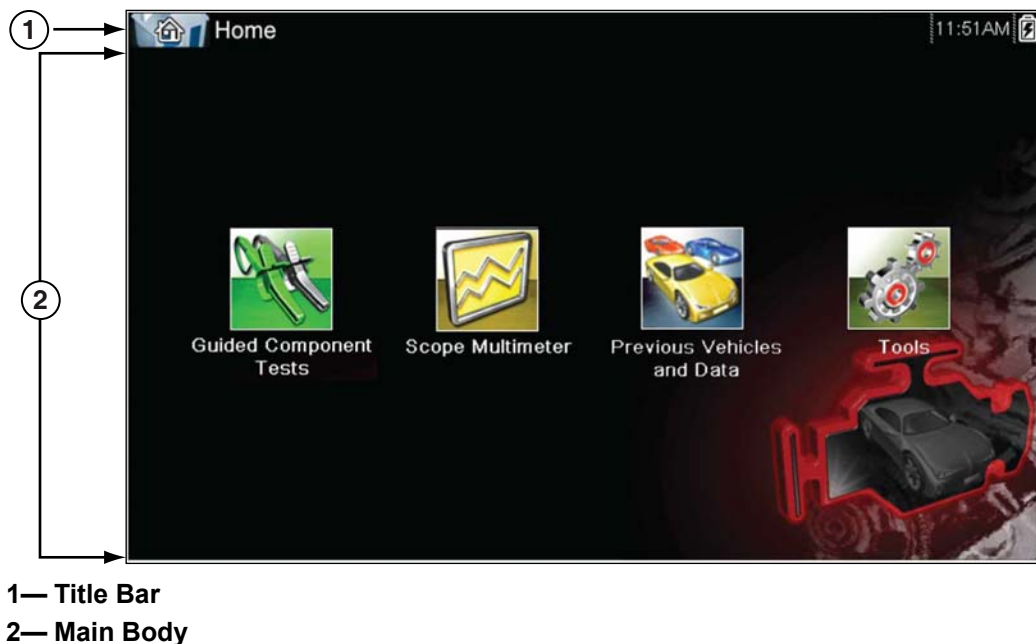 1
Home
11:51AM
2
Guided Component
Tests
Scope Multimeter
Previous Vehicles
and Data
Tools
1— Title Bar
2— Main Body